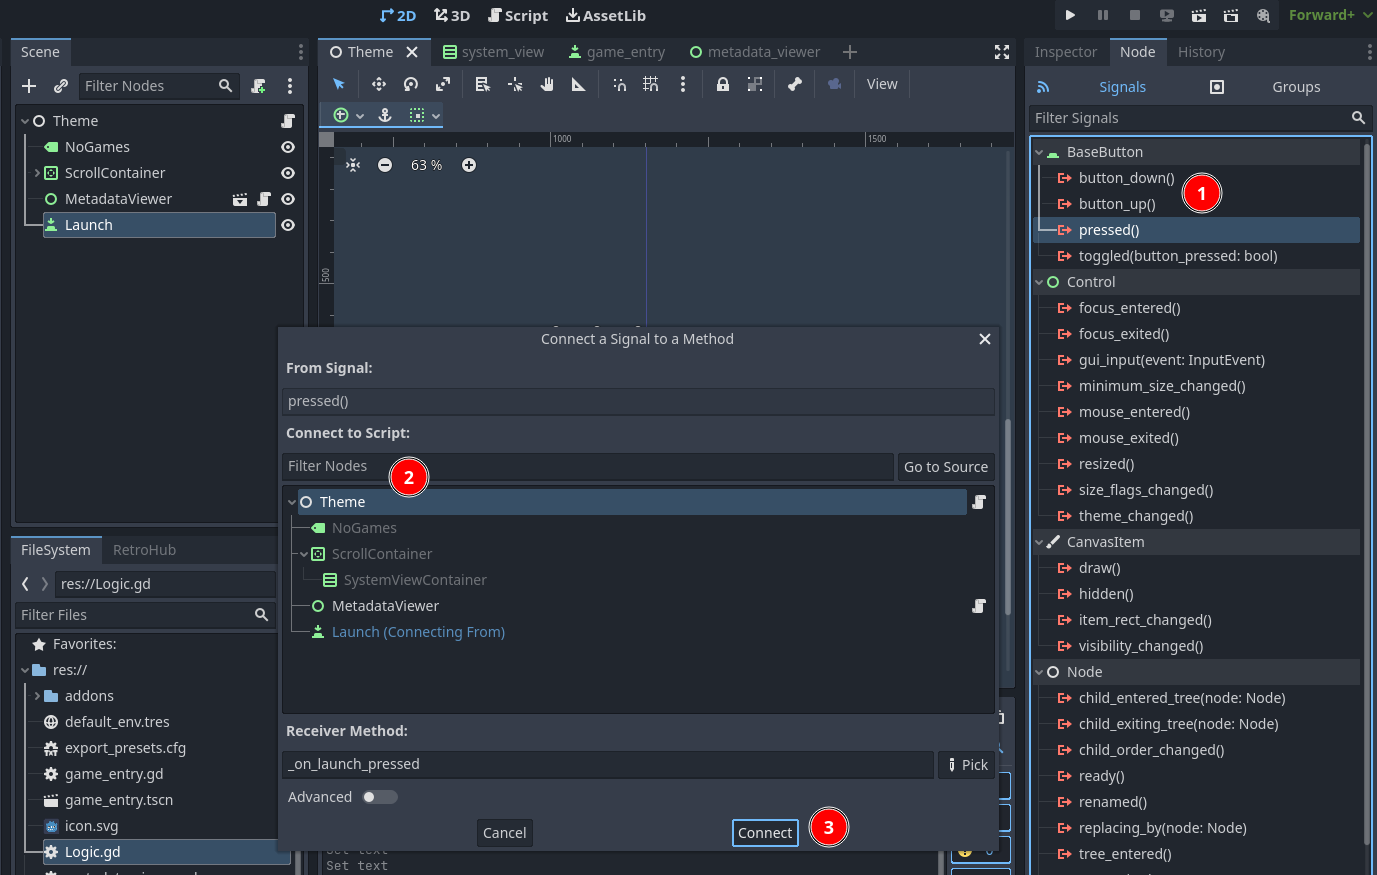 2D 3D Script AssetLib Forward+
Scene
Filter Nodes
Theme
NoGames
ScrollContainer
MetadataViewer
Launch
Theme system_view game_entry metadata_viewer
View
1000 1500
63 %
500
Inspector Node History
Signals Groups
Filter Signals
BaseButton
button_down()
button_up()
1
pressed()
toggled(button_pressed: bool)
Control
focus_entered()
focus_exited()
gui_input(event: InputEvent)
minimum_size_changed()
mouse_entered()
mouse_exited()
resized()
size_flags_changed()
theme_changed()
CanvasItem
draw()
hidden()
item_rect_changed()
visibility_changed()
Node
child_entered_tree(node: Node)
child_exiting_tree(node: Node)
child_order_changed()
ready()
renamed()
replacing_by(node: Node)
tree_entered()
Connect a Signal to a Method
From Signal:
pressed()
Connect to Script:
Filter Nodes
2
Go to Source
Theme
NoGames
ScrollContainer
SystemViewContainer
MetadataViewer
Launch (Connecting From)
Receiver Method:
_on_launch_pressed
Pick
Advanced
Cancel Connect
3
FileSystem RetroHub
res://Logic.gd
Filter Files
Favorites:
res://
addons
default_env.tres
export_presets.cfg
game_entry.gd
game_entry.tscn
icon.svg
Logic.gd
Set text
Set text